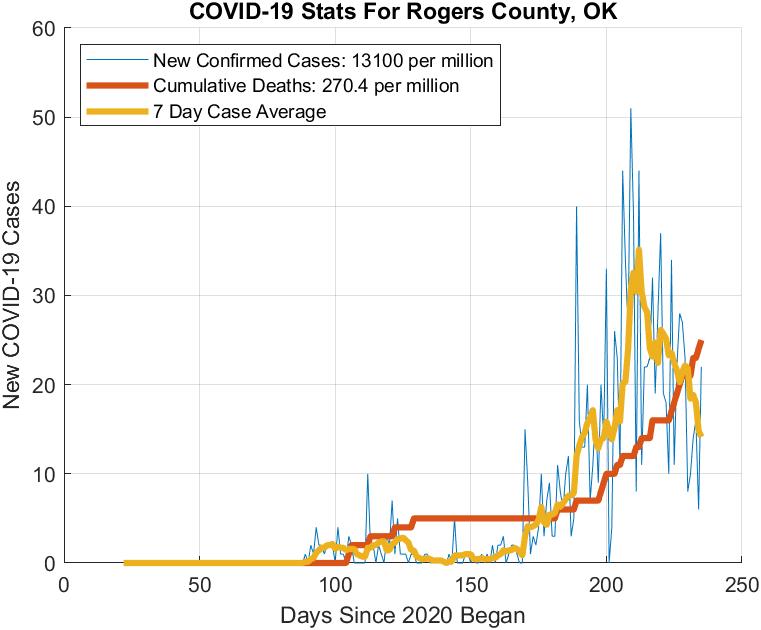 COVID-19 Stats For Rogers County, OK
New Confirmed Cases: 13100 per million
Cumulative Deaths: 270.4 per million
7 Day Case Average
New COVID-19 Cases
60
50
40
30
20
10
0
0 50 100 150 200 250
Days Since 2020 Began